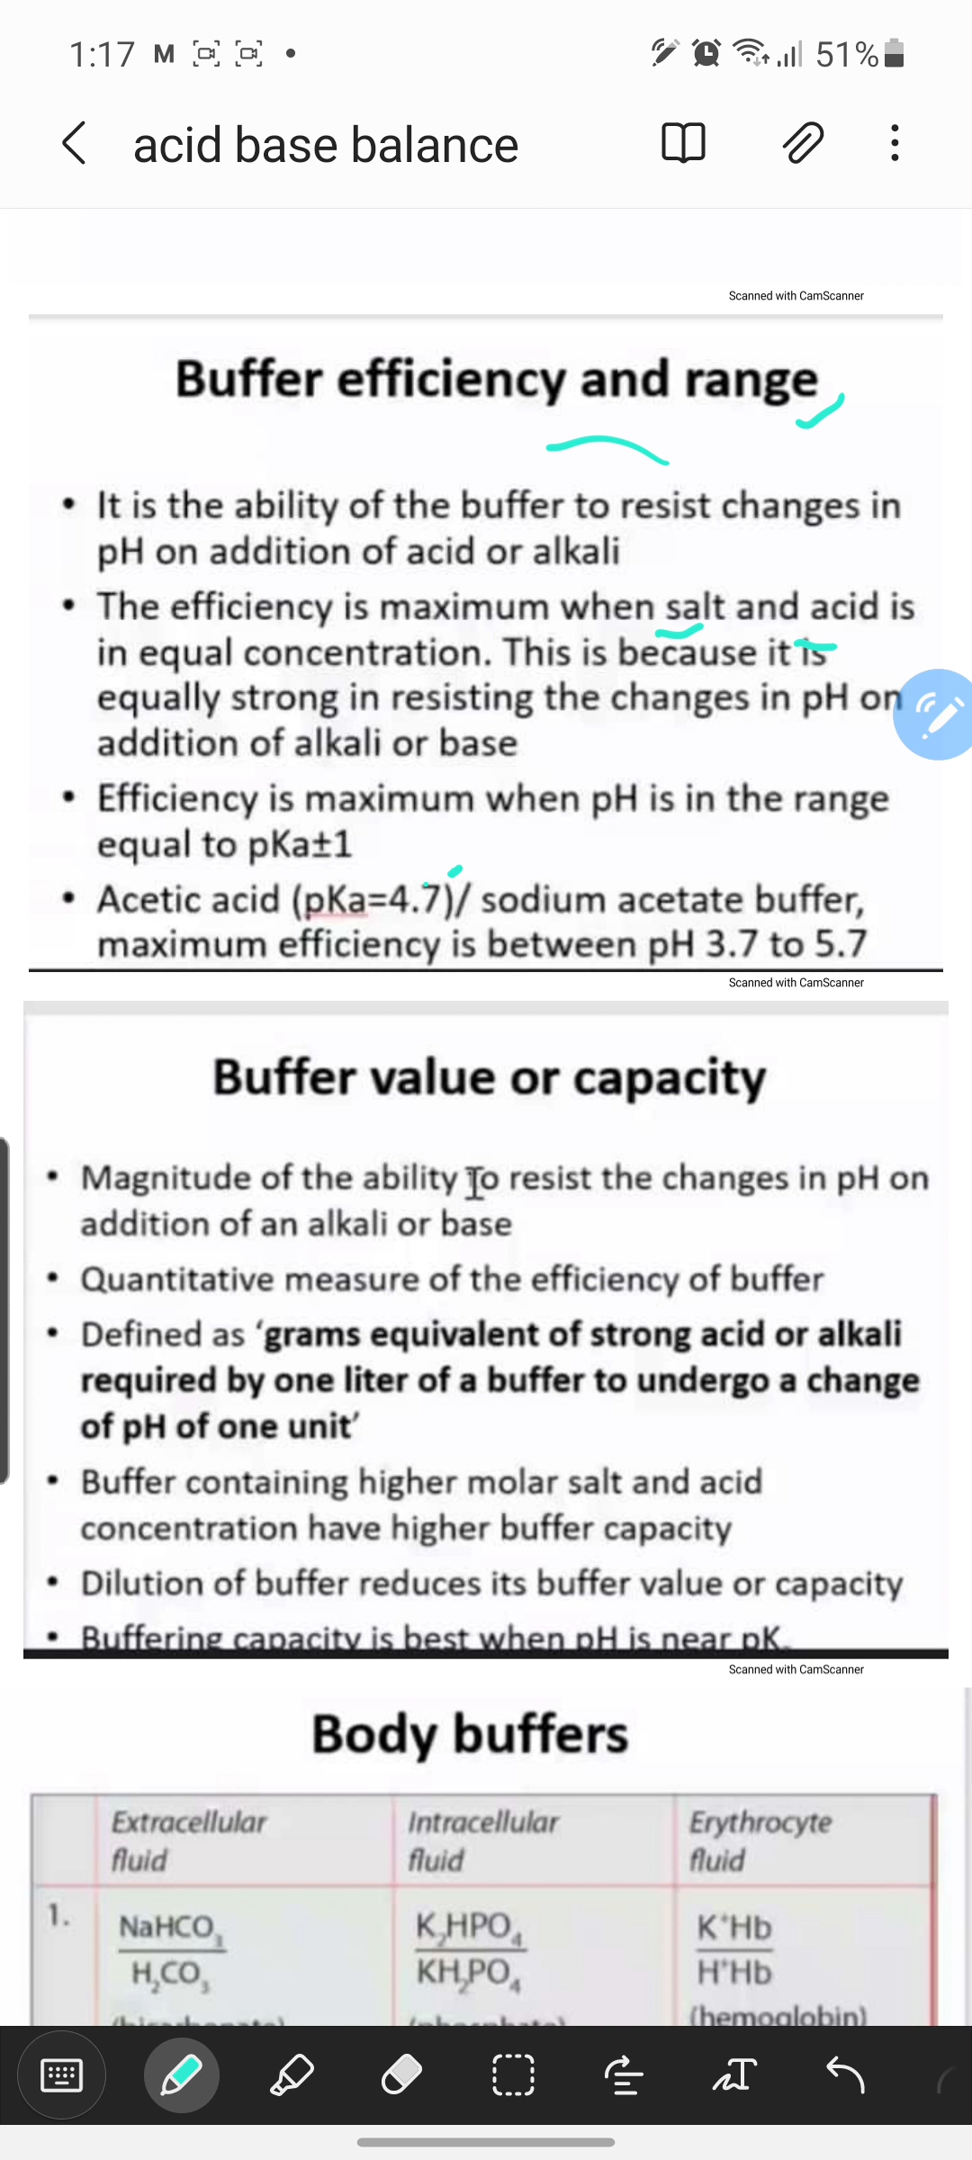 1:17 M 51%
acid base balance
Scanned with CamScanner
Buffer efficiency and range
• It is the ability of the buffer to resist changes in
pH on addition of acid or alkali
• The efficiency is maximum when salt and acid is
in equal concentration. This is because it is
equally strong in resisting the changes in pH on
addition of alkali or base
• Efficiency is maximum when pH is in the range
equal to pKa±1
• Acetic acid (pKa=4.7)/ sodium acetate buffer,
maximum efficiency is between pH 3.7 to 5.7
Scanned with CamScanner
Buffer value or capacity
• Magnitude of the ability to resist the changes in pH on
addition of an alkali or base
• Quantitative measure of the efficiency of buffer
• Defined as ‘grams equivalent of strong acid or alkali
required by one liter of a buffer to undergo a change
of pH of one unit’
• Buffer containing higher molar salt and acid
concentration have higher buffer capacity
• Dilution of buffer reduces its buffer value or capacity
• Buffering capacity is best when pH is near pK
Scanned with CamScanner
Body buffers
Extracellular Intracellular Erythrocyte
fluid fluid fluid
1. NaHCO₃ K₂HPO₄ K⁺Hb
H₂CO₃ KH₂PO₄ H⁺Hb
(bicarbonate) (phosphate) (hemoglobin)